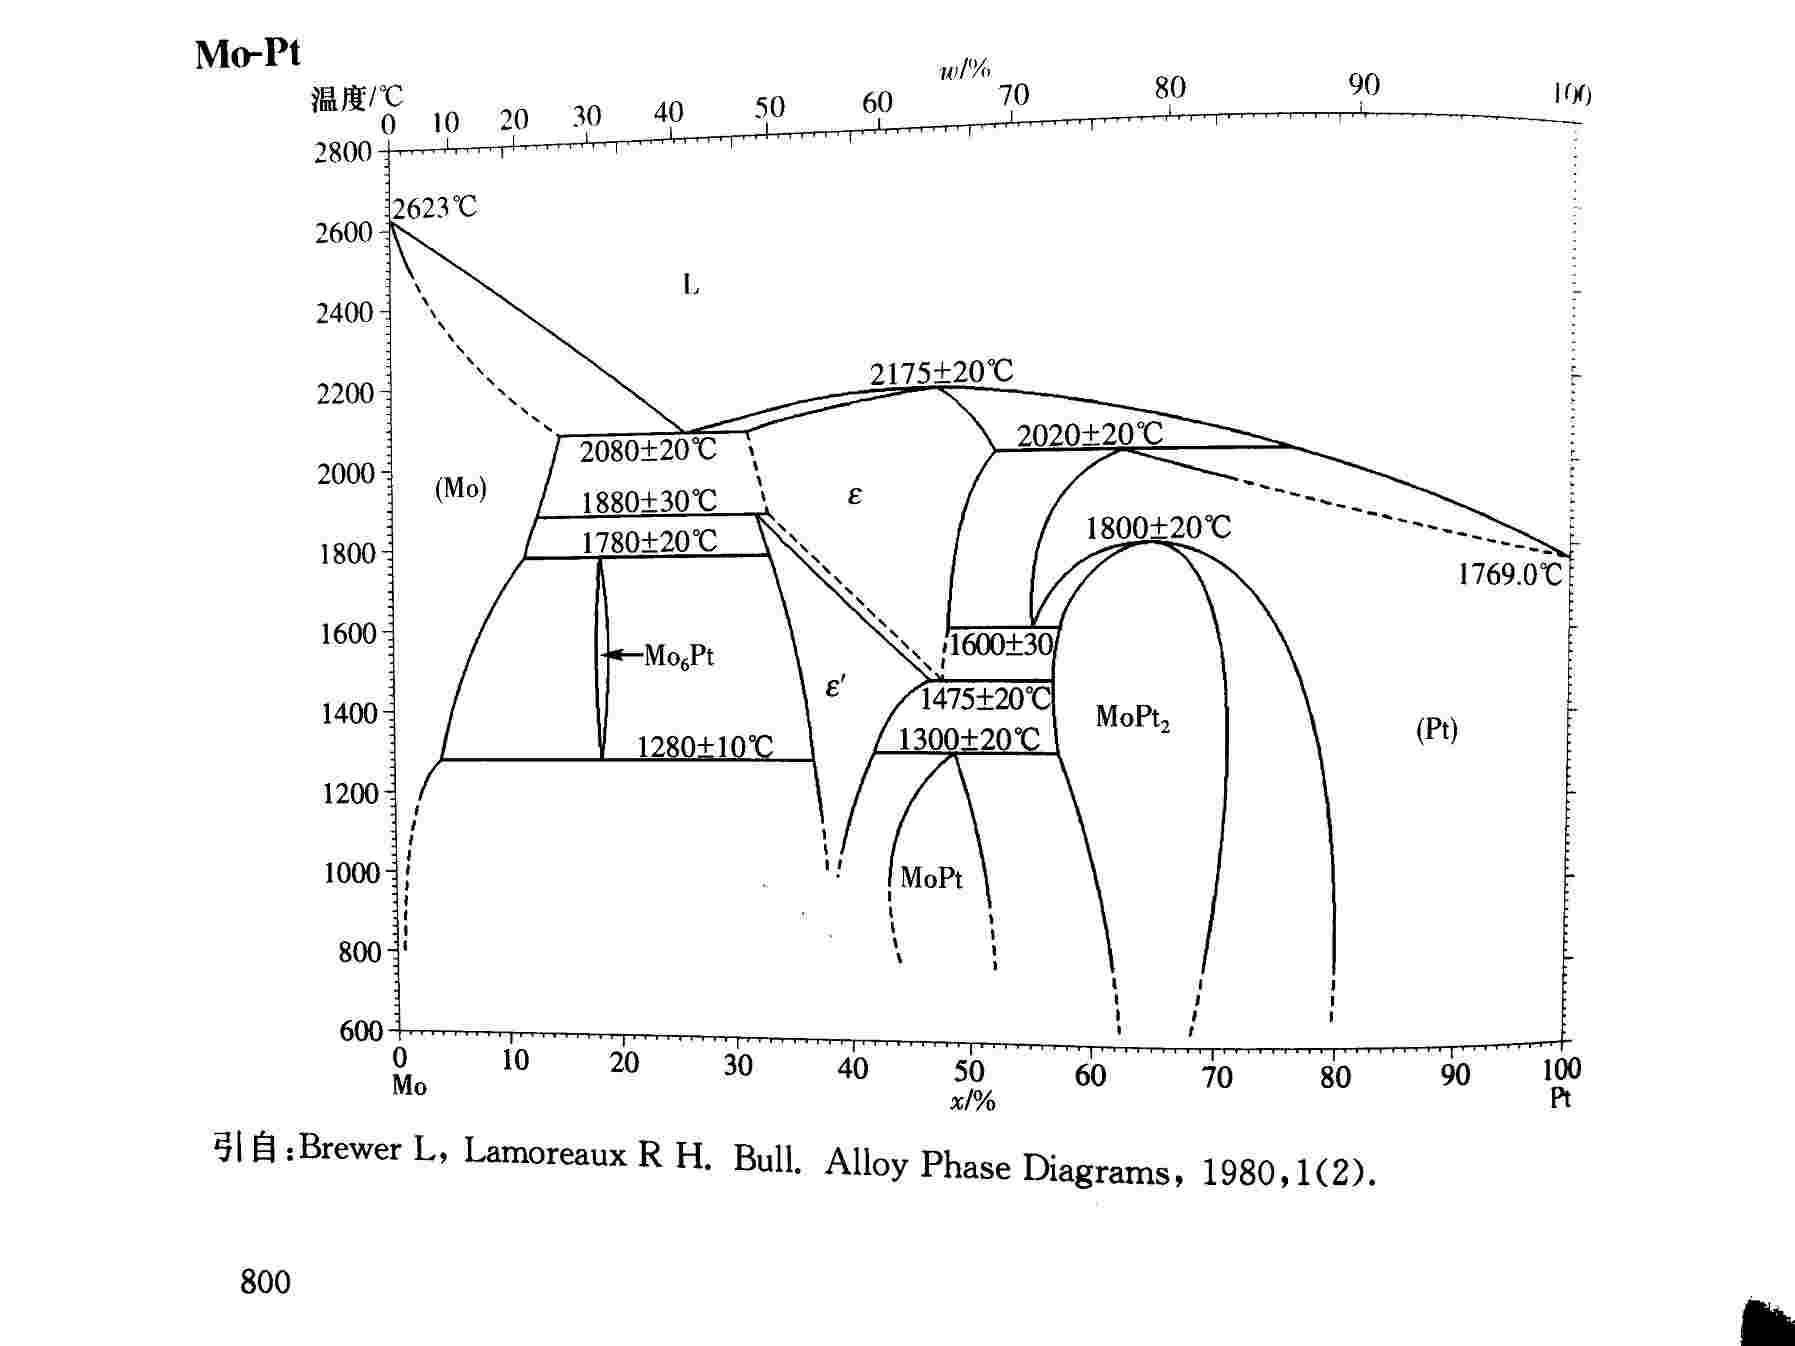 Mo-Pt
w/%
温度/℃
0 10 20 30 40 50 60 70 80 90 100
2800
2623℃
2600
L
2400
2175±20℃
2200
2020±20℃
2080±20℃
2000
(Mo)
ε
1880±30℃
1800±20℃
1780±20℃
1800
1769.0℃
1600
1600±30
Mo₆Pt
ε′
1475±20℃
1400
MoPt₂
(Pt)
1300±20℃
1280±10℃
1200
1000
MoPt
800
600
0 10 20 30 40 50 60 70 80 90 100
Mo
x/%
Pt
引自:Brewer L, Lamoreaux R H. Bull. Alloy Phase Diagrams, 1980,1(2).
800